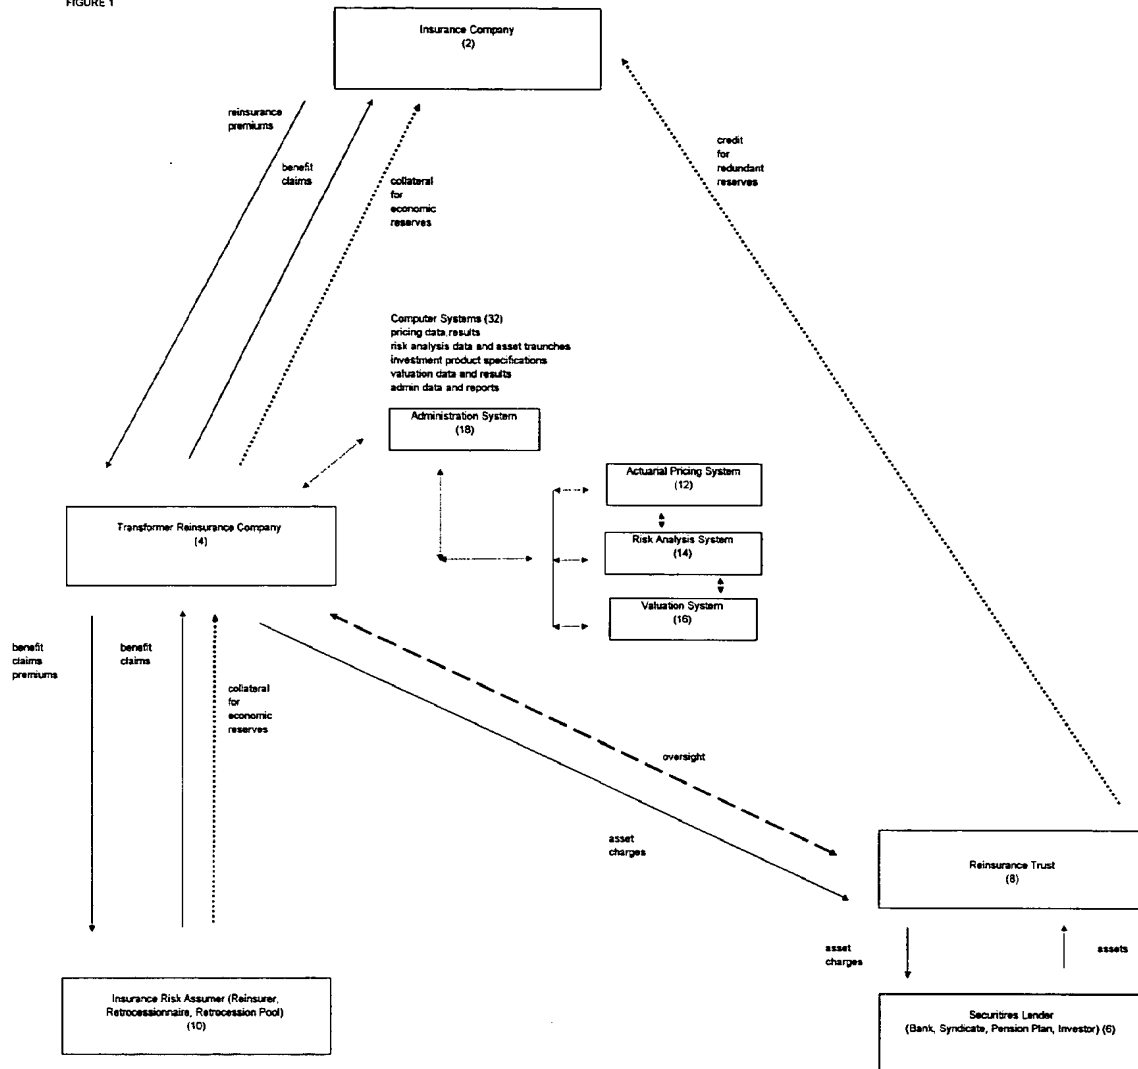 FIGURE 1
Insurance Company
(2)
reinsurance
premiums
benefit
claims
collateral
for
economic
reserves
credit
for
redundant
reserves
Computer Systems (32)
pricing data,results
risk analysis data and asset traunches
investment product specifications
valuation data and results
admin data and reports
Administration System
(18)
Actuarial Pricing System
(12)
Risk Analysis System
(14)
Valuation System
(16)
Transformer Reinsurance Company
(4)
benefit
claims
premiums
benefit
claims
collateral
for
economic
reserves
oversight
asset
charges
Reinsurance Trust
(8)
asset
charges
assets
Insurance Risk Assumer (Reinsurer,
Retrocessionnaire, Retrocession Pool)
(10)
Securitires Lender
(Bank, Syndicate, Pension Plan, Investor) (6)